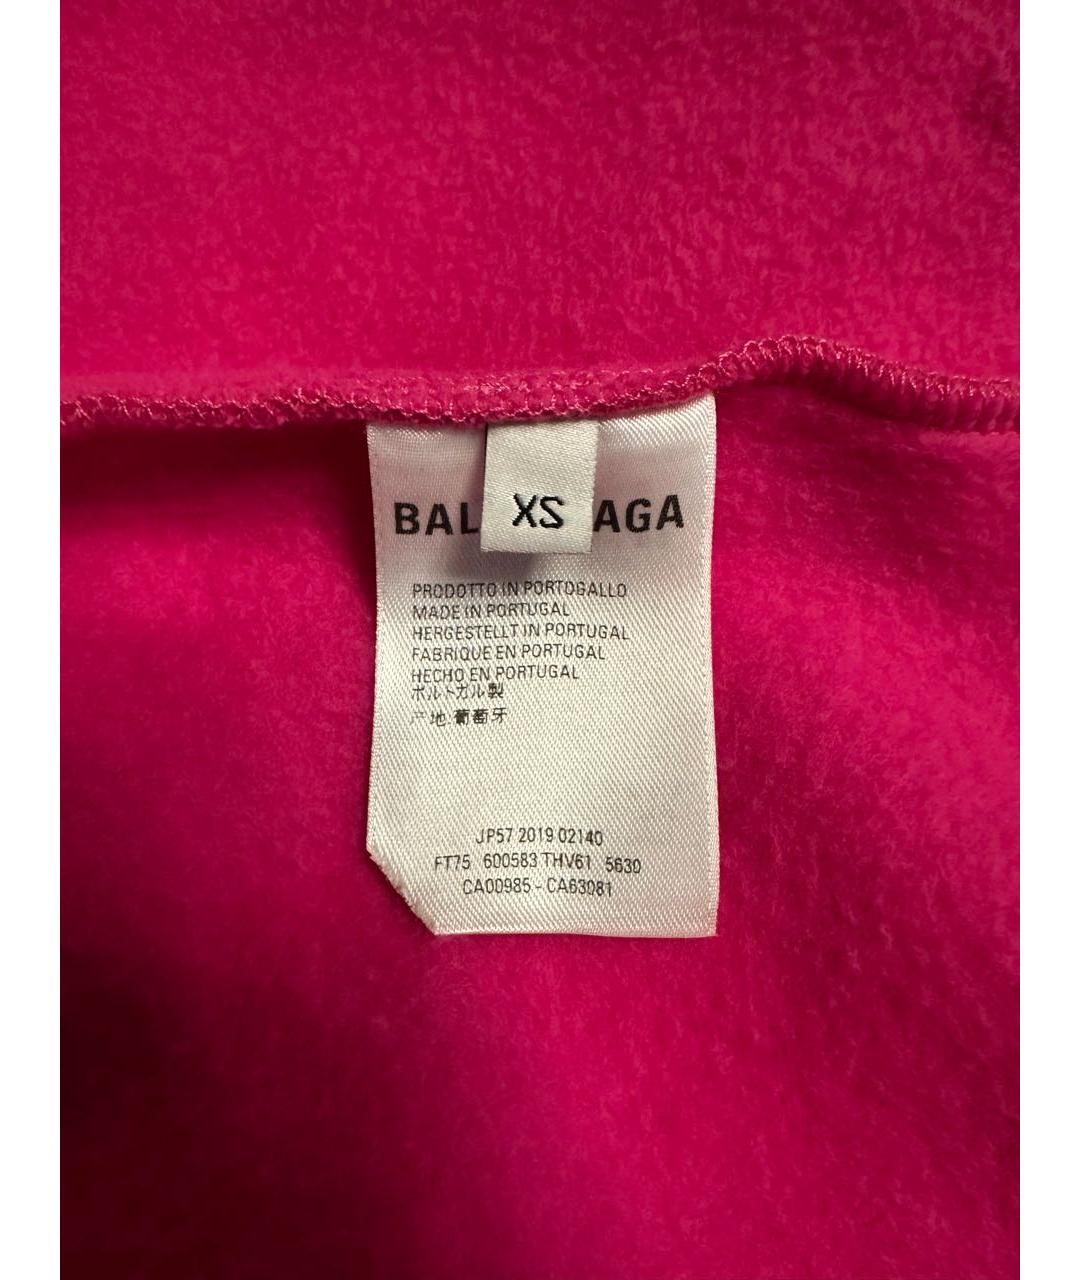 BAL XS AGA
PRODOTTO IN PORTOGALLO
MADE IN PORTUGAL
HERGESTELLT IN PORTUGAL
FABRIQUE EN PORTUGAL
HECHO EN PORTUGAL
ポルトガル製
产地:葡萄牙
JP57 2019 02140
FT75 600583 THV61 5630
CA00985 - CA63081